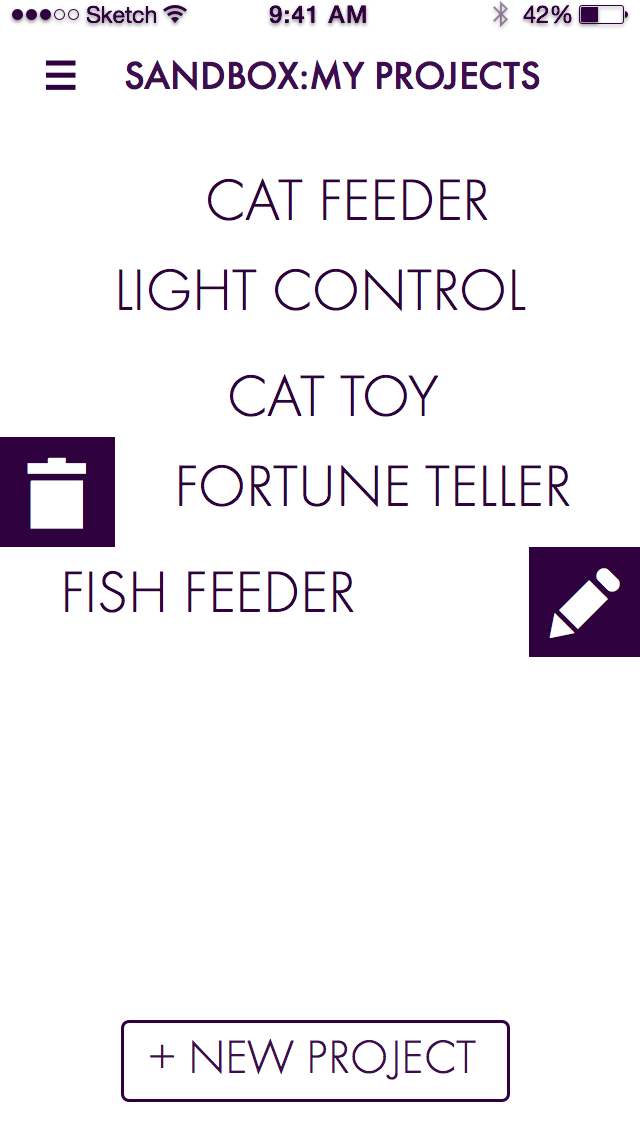 Sketch 9:41 AM 42%
SANDBOX:MY PROJECTS
CAT FEEDER
LIGHT CONTROL
CAT TOY
FORTUNE TELLER
FISH FEEDER
+ NEW PROJECT